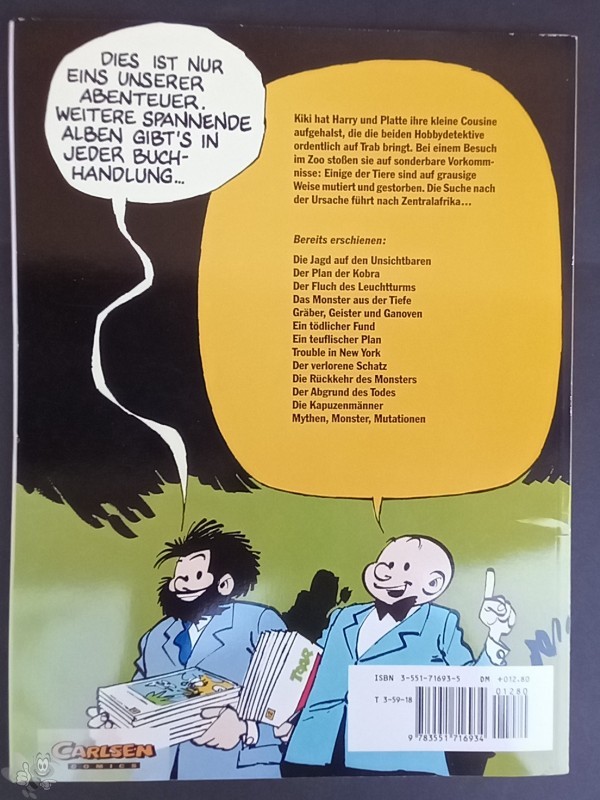 DIES IST NUR
EINS UNSERER
ABENTEUER.
WEITERE SPANNENDE
ALBEN GIBT'S IN
JEDER BUCH-
HANDLUNG...
Kiki hat Harry und Platte ihre kleine Cousine
aufgehalst, die die beiden Hobbydetektive
ordentlich auf Trab bringt. Bei einem Besuch
im Zoo stoßen sie auf sonderbare Vorkomm-
nisse: Einige der Tiere sind auf grausige
Weise mutiert und gestorben. Die Suche nach
der Ursache führt nach Zentralafrika...
Bereits erschienen:
Die Jagd auf den Unsichtbaren
Der Plan der Kobra
Der Fluch des Leuchtturms
Das Monster aus der Tiefe
Gräber, Geister und Ganoven
Ein tödlicher Fund
Ein teuflischer Plan
Trouble in New York
Der verlorene Schatz
Die Rückkehr des Monsters
Der Abgrund des Todes
Die Kapuzenmänner
Mythen, Monster, Mutationen
ISBN 3-551-71693-5 DM +012.80
T 3-59-18
01280
9 783551 716934
CARLSEN
COMICS